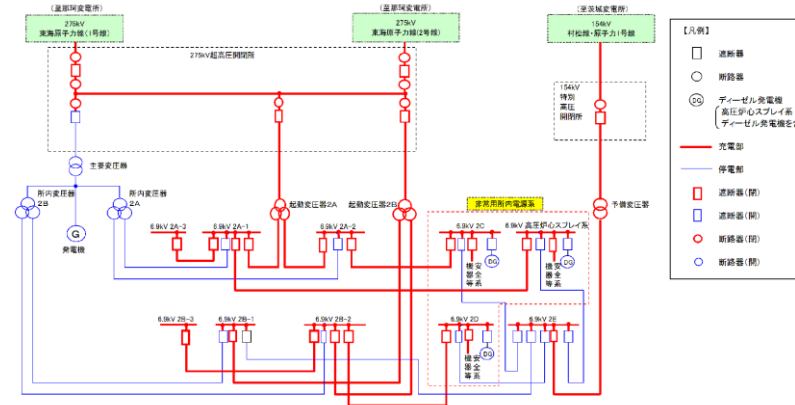 (至那珂変電所)
275kV
東海原子力線(1号線)
(至那珂変電所)
275kV
東海原子力線(2号線)
(至茨城変電所)
154kV
村松線・原子力1号線
275kV超高圧開閉所
154kV
特別
高圧
開閉所
主要変圧器
所内変圧器
2B
所内変圧器
2A
G
発電機
起動変圧器2A
起動変圧器2B
予備変圧器
非常用所内電源系
6.9kV 2A-3
6.9kV 2A-1
6.9kV 2A-2
6.9kV 2C
6.9kV 高圧炉心スプレイ系
DG
DG
安全系
機器等
安全系
機器等
6.9kV 2B-3
6.9kV 2B-1
6.9kV 2B-2
6.9kV 2D
6.9kV 2E
DG
安全系
機器等
【凡例】
遮断器
断路器
DG
ディーゼル発電機
高圧炉心スプレイ系
ディーゼル発電機を
充電部
停電部
遮断器(閉)
遮断器(開)
断路器(閉)
断路器(開)